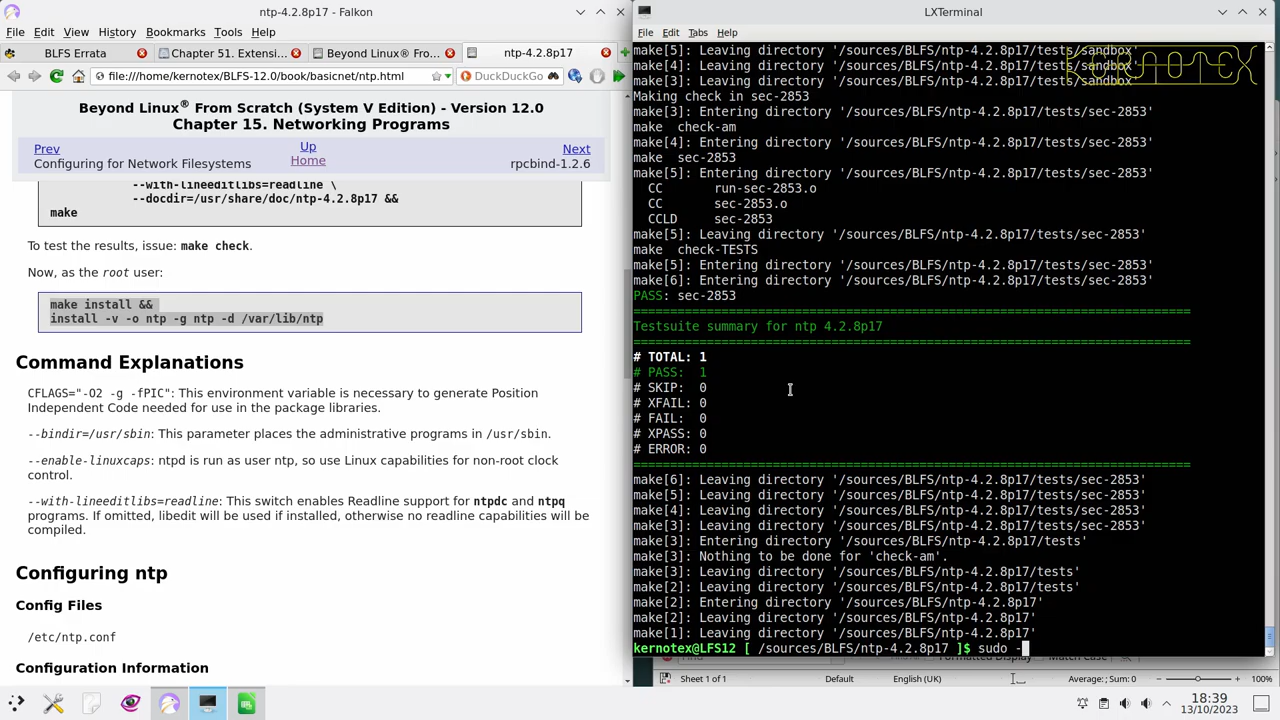 ntp-4.2.8p17 - Falkon
File Edit View History Bookmarks Tools Help
BLFS Errata
Chapter 51. Extensi...
Beyond Linux® Fro...
ntp-4.2.8p17
file:///home/kernotex/BLFS-12.0/book/basicnet/ntp.html
DuckDuckGo
Beyond Linux® From Scratch (System V Edition) - Version 12.0
Chapter 15. Networking Programs
Prev Up Next
Configuring for Network Filesystems Home rpcbind-1.2.6
--with-lineeditlibs=readline \
--docdir=/usr/share/doc/ntp-4.2.8p17 &&
make
To test the results, issue: make check.
Now, as the root user:
make install &&
install -v -o ntp -g ntp -d /var/lib/ntp
Command Explanations
CFLAGS="-O2 -g -fPIC": This environment variable is necessary to generate Position
Independent Code needed for use in the package libraries.
--bindir=/usr/sbin: This parameter places the administrative programs in /usr/sbin.
--enable-linuxcaps: ntpd is run as user ntp, so use Linux capabilities for non-root clock
control.
--with-lineeditlibs=readline: This switch enables Readline support for ntpdc and ntpq
programs. If omitted, libedit will be used if installed, otherwise no readline capabilities will be
compiled.
Configuring ntp
Config Files
/etc/ntp.conf
Configuration Information
LXTerminal
File Edit Tabs Help
KERNOTEX
make[5]: Leaving directory '/sources/BLFS/ntp-4.2.8p17/tests/sandbox'
make[4]: Leaving directory '/sources/BLFS/ntp-4.2.8p17/tests/sandbox'
make[3]: Leaving directory '/sources/BLFS/ntp-4.2.8p17/tests/sandbox'
Making check in sec-2853
make[3]: Entering directory '/sources/BLFS/ntp-4.2.8p17/tests/sec-2853'
make  check-am
make[4]: Entering directory '/sources/BLFS/ntp-4.2.8p17/tests/sec-2853'
make  sec-2853
make[5]: Entering directory '/sources/BLFS/ntp-4.2.8p17/tests/sec-2853'
CC       run-sec-2853.o
CC       sec-2853.o
CCLD     sec-2853
make[5]: Leaving directory '/sources/BLFS/ntp-4.2.8p17/tests/sec-2853'
make  check-TESTS
make[5]: Entering directory '/sources/BLFS/ntp-4.2.8p17/tests/sec-2853'
make[6]: Entering directory '/sources/BLFS/ntp-4.2.8p17/tests/sec-2853'
PASS: sec-2853
============================================================================
Testsuite summary for ntp 4.2.8p17
============================================================================
# TOTAL: 1
# PASS:  1
# SKIP:  0
# XFAIL: 0
# FAIL:  0
# XPASS: 0
# ERROR: 0
============================================================================
make[6]: Leaving directory '/sources/BLFS/ntp-4.2.8p17/tests/sec-2853'
make[5]: Leaving directory '/sources/BLFS/ntp-4.2.8p17/tests/sec-2853'
make[4]: Leaving directory '/sources/BLFS/ntp-4.2.8p17/tests/sec-2853'
make[3]: Leaving directory '/sources/BLFS/ntp-4.2.8p17/tests/sec-2853'
make[3]: Entering directory '/sources/BLFS/ntp-4.2.8p17/tests'
make[3]: Nothing to be done for 'check-am'.
make[3]: Leaving directory '/sources/BLFS/ntp-4.2.8p17/tests'
make[2]: Leaving directory '/sources/BLFS/ntp-4.2.8p17/tests'
make[2]: Entering directory '/sources/BLFS/ntp-4.2.8p17'
make[2]: Leaving directory '/sources/BLFS/ntp-4.2.8p17'
make[1]: Leaving directory '/sources/BLFS/ntp-4.2.8p17'
kernotex@LFS12 [ /sources/BLFS/ntp-4.2.8p17 ]$ sudo -
Find Formatted Display Match Case
Sheet 1 of 1 Default English (UK) Average: ; Sum: 0 100%
18:39
13/10/2023